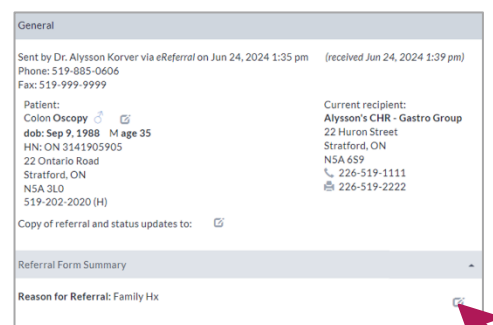 General
Sent by Dr. Alysson Korver via eReferral on Jun 24, 2024 1:35 pm (received Jun 24, 2024 1:39 pm)
Phone: 519-885-0606
Fax: 519-999-9999
Patient:
Colon Oscopy
dob: Sep 9, 1988 M age 35
HN: ON 3141905905
22 Ontario Road
Stratford, ON
N5A 3L0
519-202-2020 (H)
Current recipient:
Alysson's CHR - Gastro Group
22 Huron Street
Stratford, ON
N5A 6S9
226-519-1111
226-519-2222
Copy of referral and status updates to:
Referral Form Summary
Reason for Referral: Family Hx